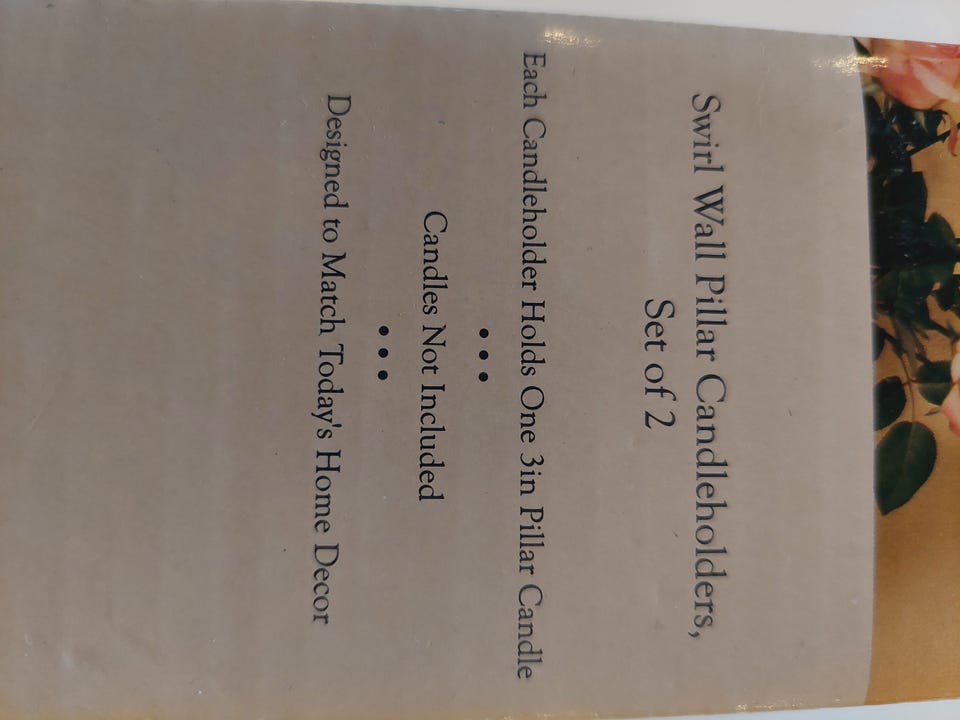 Swirl Wall Pillar Candleholders,
Set of 2
Each Candleholder Holds One 3in Pillar Candle
• • •
Candles Not Included
• • •
Designed to Match Today's Home Decor